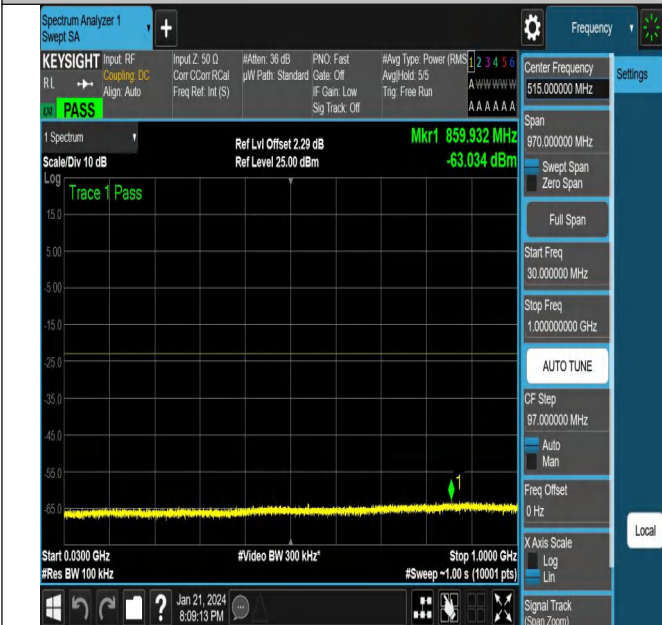 Spectrum Analyzer 1
Swept SA
+
Frequency
KEYSIGHT
RL
PASS
Input: RF
Coupling: DC
Align: Auto
Input Z: 50 Ω
Corr CCorr RCal
Freq Ref: Int (S)
#Atten: 36 dB
µW Path: Standard
PNO: Fast
Gate: Off
IF Gain: Low
Sig Track: Off
#Avg Type: Power (RMS
Avg|Hold: 5/5
Trig: Free Run
1 2 3 4 5 6
A W W W W W
A A A A A A
1 Spectrum
Scale/Div 10 dB
Log
Ref Lvl Offset 2.29 dB
Ref Level 25.00 dBm
Mkr1 859.932 MHz
-63.034 dBm
Trace 1 Pass
15.0
5.00
-5.00
-15.0
-25.0
-35.0
-45.0
-55.0
-65.0
1
Start 0.0300 GHz
#Res BW 100 kHz
#Video BW 300 kHz*
Stop 1.0000 GHz
#Sweep ~1.00 s (10001 pts)
?
Jan 21, 2024
8:09:13 PM
Center Frequency
515.000000 MHz
Span
970.000000 MHz
Swept Span
Zero Span
Full Span
Start Freq
30.000000 MHz
Stop Freq
1.000000000 GHz
AUTO TUNE
CF Step
97.000000 MHz
Auto
Man
Freq Offset
0 Hz
X Axis Scale
Log
Lin
Signal Track
(Span Zoom)
Settings
Local